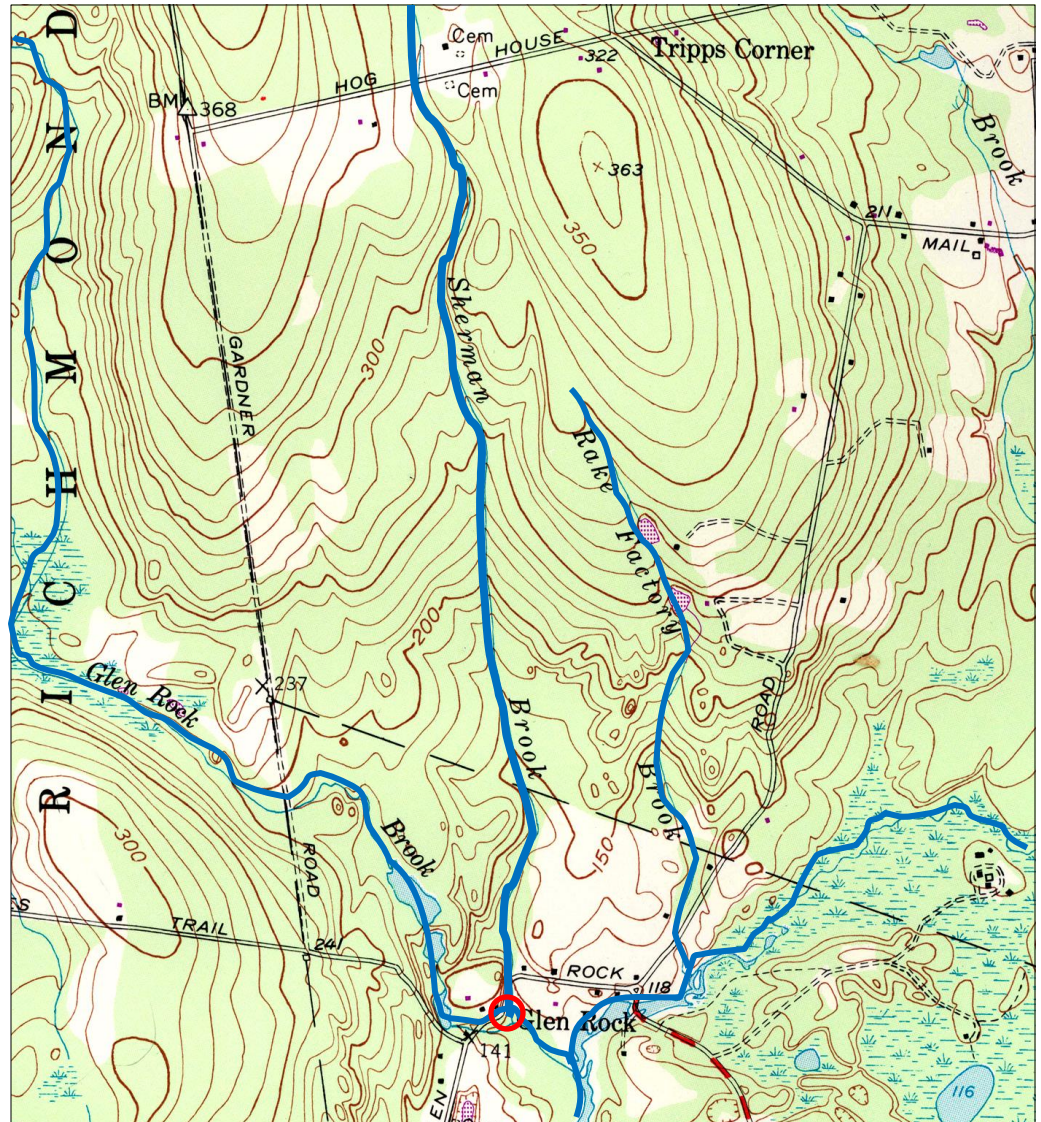 Cem
HOUSE
322
Tripps Corner
HOG
Cem
BM 368
Brook
363
211
MAIL
350
Sherman
300
GARDNER
Rake
Factory
200
RICHMOND
Glen Rock
237
ROAD
Brook
Brook
Brook
150
300
ROAD
S
TRAIL
241
ROCK
118
Glen Rock
141
EN
116